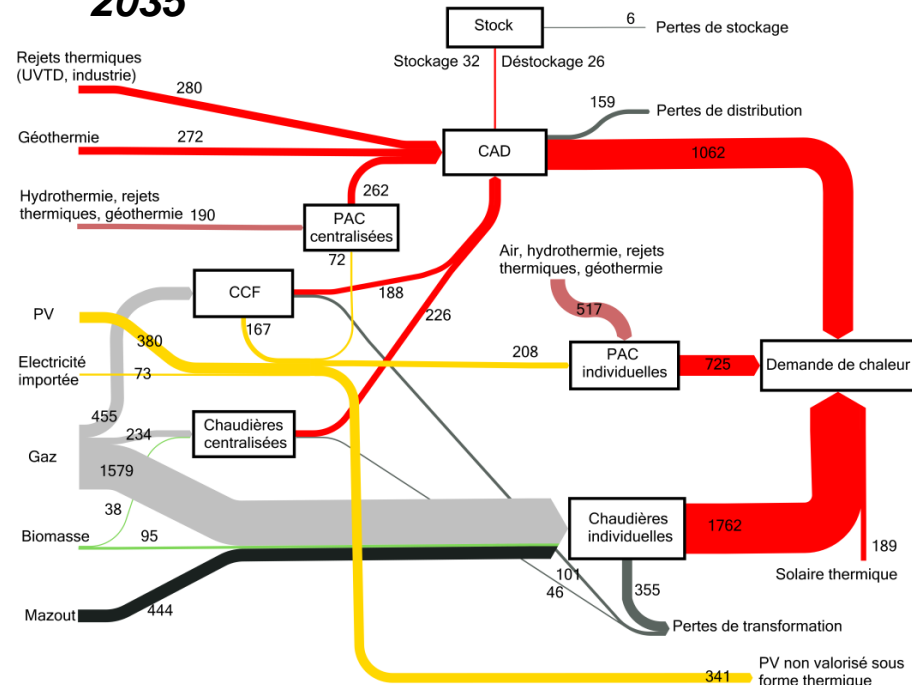 2035
Stock
6
Pertes de stockage
Stockage 32
Déstockage 26
Rejets thermiques
(UVTD, industrie)
280
159
Pertes de distribution
Géothermie
272
CAD
1062
262
Hydrothermie, rejets
thermiques, géothermie
190
PAC
centralisées
72
Air, hydrothermie, rejets
thermiques, géothermie
CCF
188
517
226
PV
167
380
208
PAC
individuelles
725
Demande de chaleur
Electricité
importée
73
455
234
Chaudières
centralisées
Gaz
1579
38
Chaudières
individuelles
1762
Biomasse
95
189
Solaire thermique
101
46
355
Mazout
444
Pertes de transformation
341
PV non valorisé sous
forme thermique